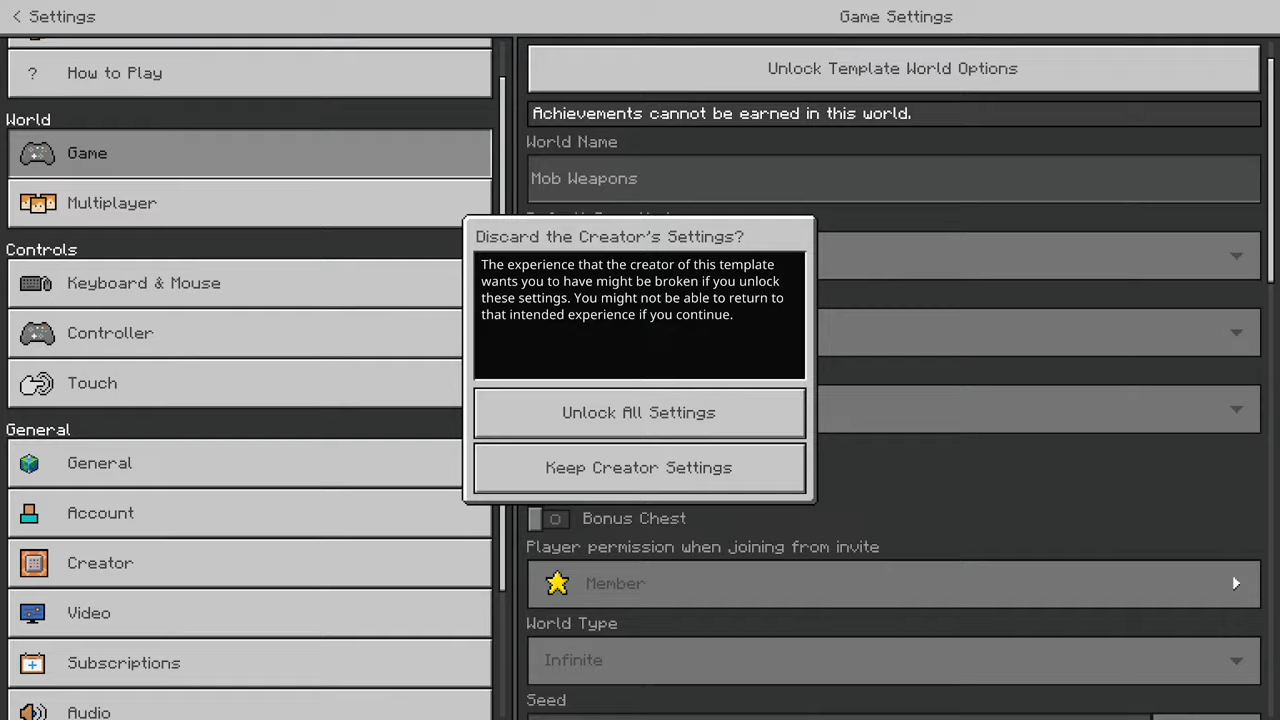 Settings
Game Settings
? How to Play
World
Game
Multiplayer
Controls
Keyboard & Mouse
Controller
Touch
General
General
Account
Creator
Video
Subscriptions
Audio
Unlock Template World Options
Achievements cannot be earned in this world.
World Name
Mob Weapons
Discard the Creator's Settings?
The experience that the creator of this template
wants you to have might be broken if you unlock
these settings. You might not be able to return to
that intended experience if you continue.
Unlock All Settings
Keep Creator Settings
Bonus Chest
Player permission when joining from invite
Member
World Type
Infinite
Seed